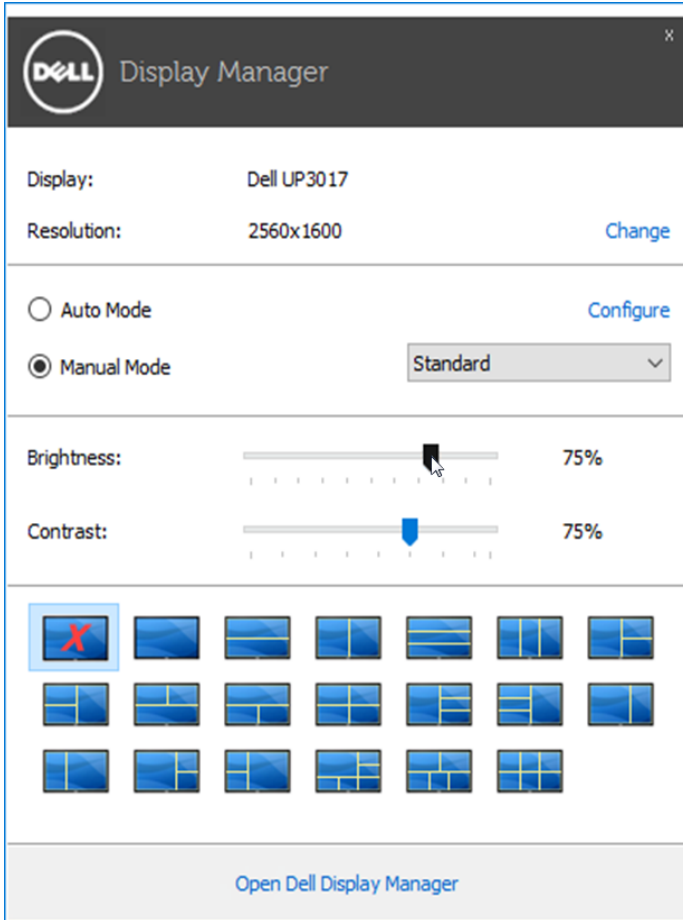 DELL Display Manager x
Display: Dell UP3017
Resolution: 2560x1600 Change
Auto Mode Configure
Manual Mode Standard
Brightness: 75%
Contrast: 75%
X
Open Dell Display Manager